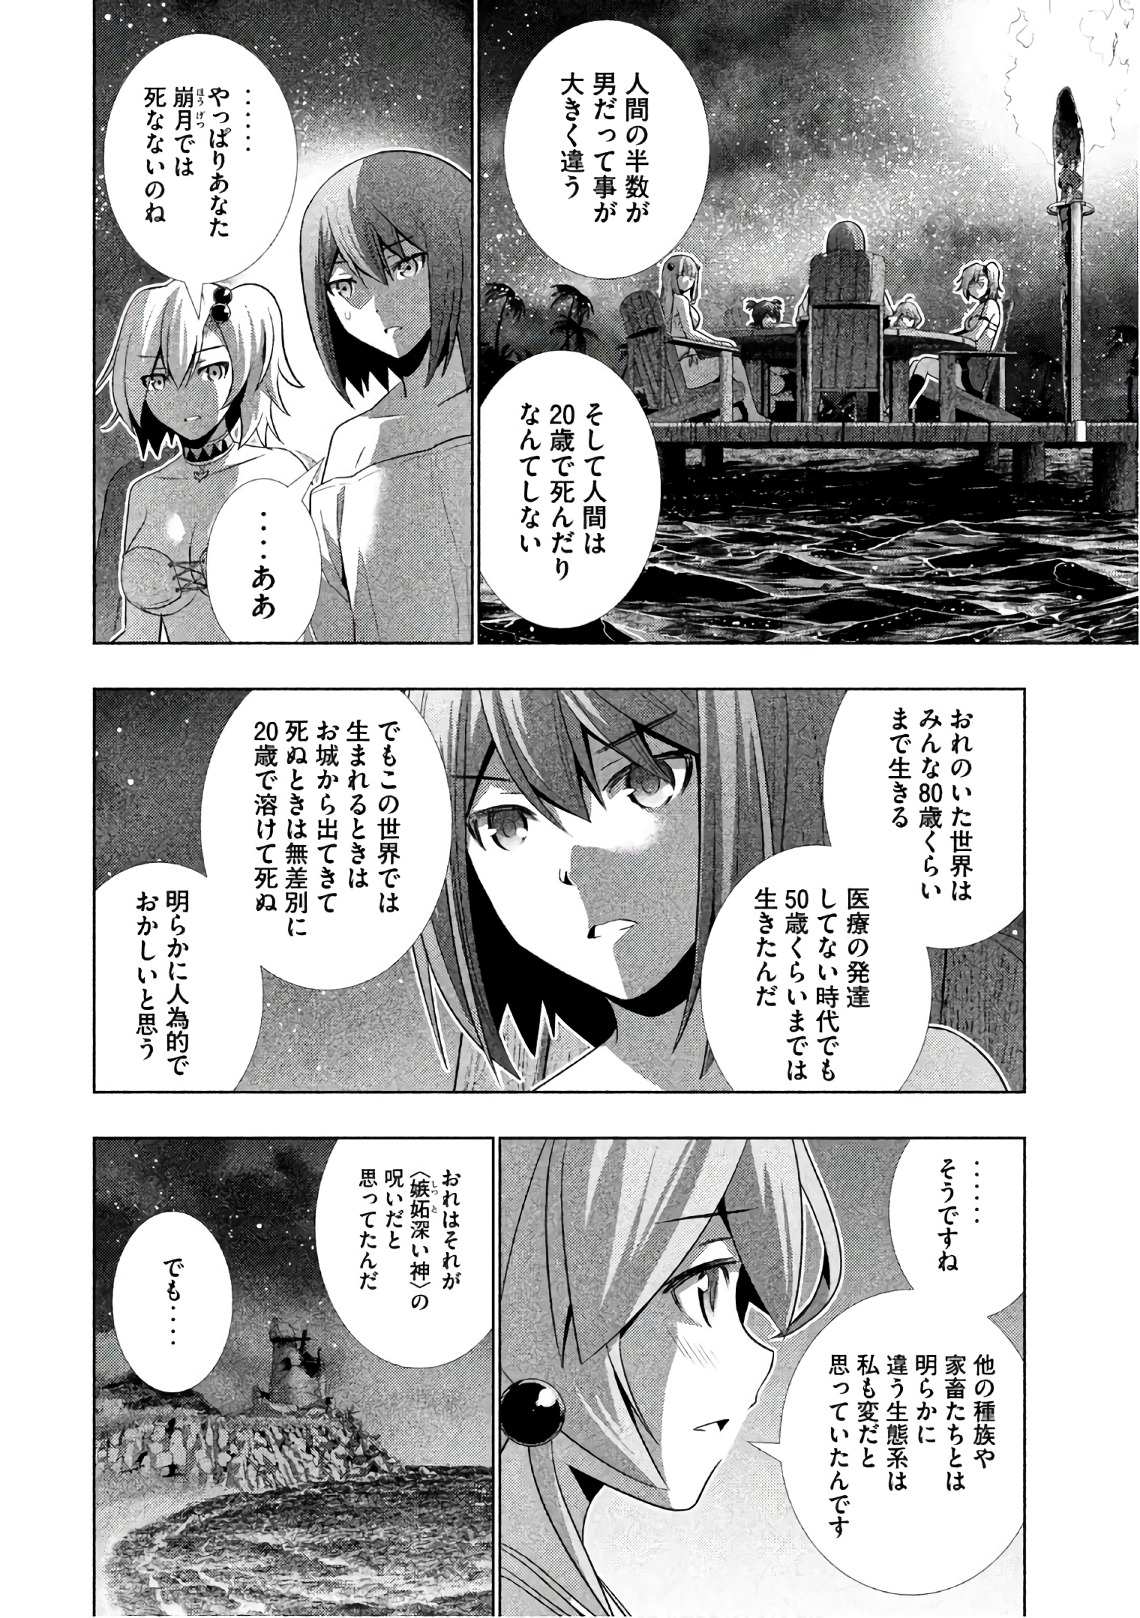 人間の半数が
男だって事が
大きく違う
そして人間は
20歳で死んだり
なんてしない
‥‥‥
やっぱりあなた
崩月では
ほうげつ
死なないのね
‥‥ああ
おれのいた世界は
みんな80歳くらい
まで生きる
医療の発達
してない時代でも
50歳くらいまでは
生きたんだ
でもこの世界では
生まれるときは
お城から出てきて
死ぬときは無差別に
20歳で溶けて死ぬ
明らかに人為的で
おかしいと思う
‥‥‥
そうですね
他の種族や
家畜たちとは
明らかに
違う生態系は
私も変だと
思っていたんです
おれはそれが
〈嫉妬深い神〉の
しっと
呪いだと
思ってたんだ
でも‥‥